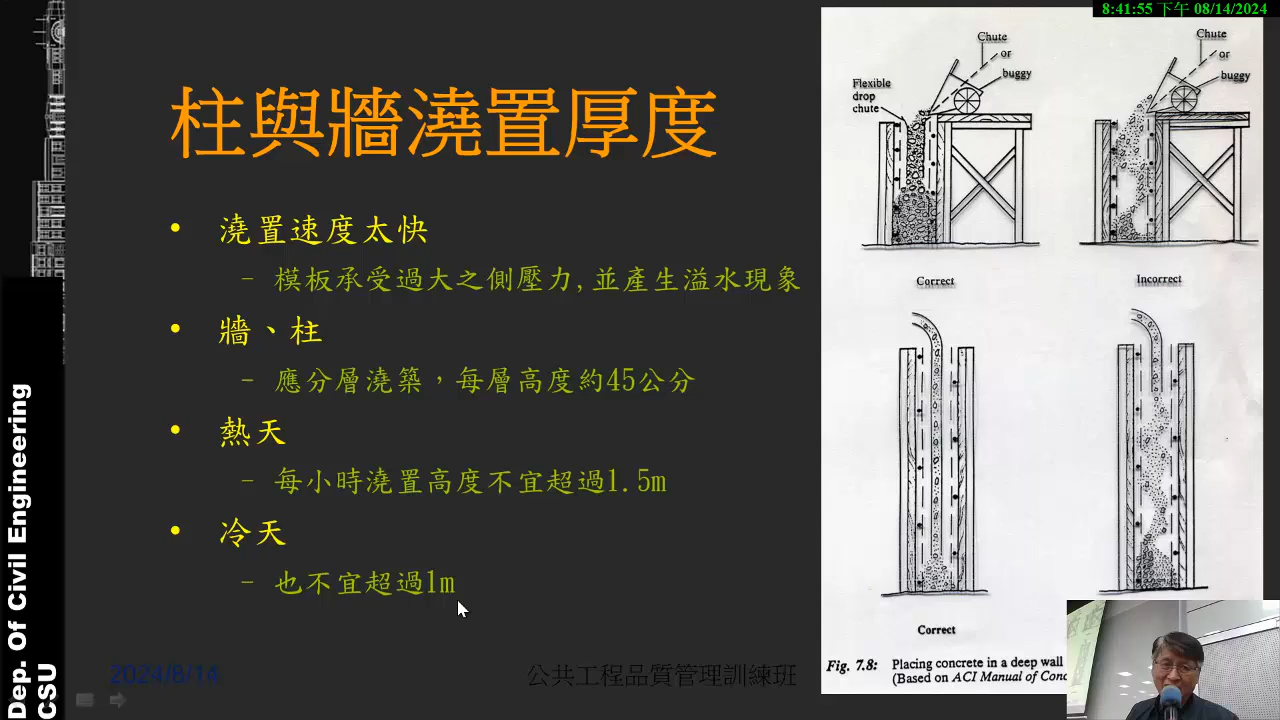 8:41:55 下午 08/14/2024
柱與牆澆置厚度
• 澆置速度太快
– 模板承受過大之側壓力,並產生溢水現象
• 牆、柱
– 應分層澆築，每層高度約45公分
• 熱天
– 每小時澆置高度不宜超過1.5m
• 冷天
– 也不宜超過1m
2024/8/14
公共工程品質管理訓練班
Dep. Of Civil Engineering
CSU
Chute
or
buggy
Flexible
drop
chute
Correct
Chute
or
buggy
Incorrect
Correct
Fig. 7.8: Placing concrete in a deep wall
(Based on ACI Manual of Conc